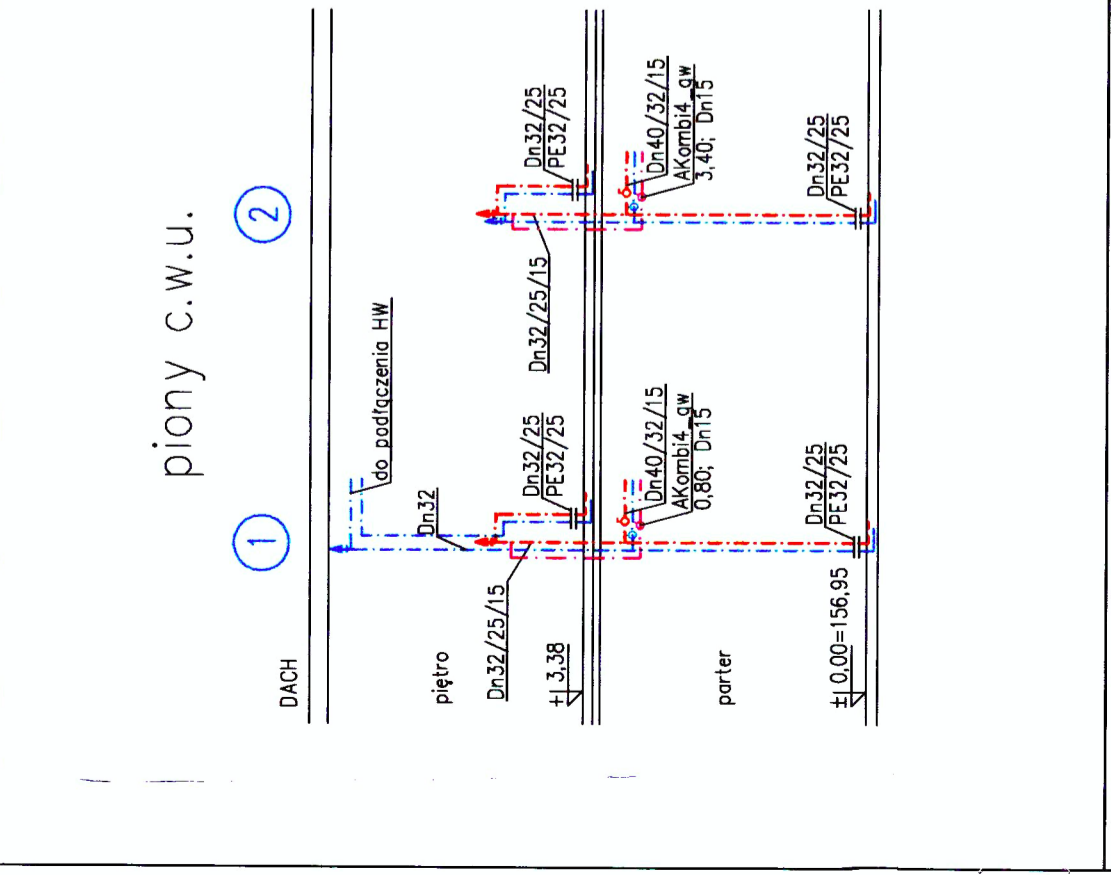 piony c.w.u.
1
2
DACH
do podłączenia HW
Dn32
piętro
Dn32/25/15
Dn32/25
PE32/25
Dn32/25/15
Dn32/25
PE32/25
± 3,38
Dn40/32/15
AKombi4_gw
0,80; Dn15
Dn40/32/15
AKombi4_gw
3,40; Dn15
parter
Dn32/25
PE32/25
Dn32/25
PE32/25
± 0,00=156,95